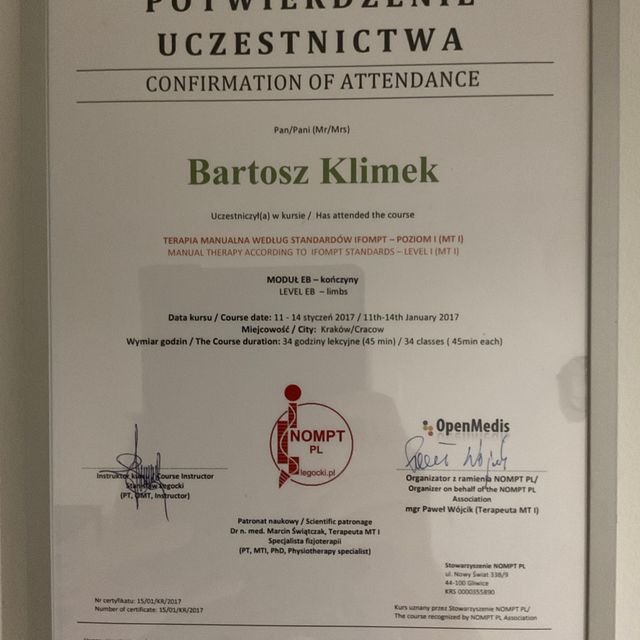 POTWIERDZENIE
UCZESTNICTWA
CONFIRMATION OF ATTENDANCE
Pan/Pani (Mr/Mrs)
Bartosz Klimek
Uczestniczył(a) w kursie / Has attended the course
TERAPIA MANUALNA WEDŁUG STANDARDÓW IFOMPT – POZIOM I (MT I)
MANUAL THERAPY ACCORDING TO IFOMPT STANDARDS – LEVEL I (MT I)
MODUŁ EB – kończyny
LEVEL EB – limbs
Data kursu / Course date: 11 - 14 styczeń 2017 / 11th-14th January 2017
Miejscowość / City: Kraków/Cracow
Wymiar godzin / The Course duration: 34 godziny lekcyjne (45 min) / 34 classes ( 45min each)
NOMPT
PL
legocki.pl
Instruktor kursu / Course Instructor
Stanisław Legocki
(PT, OMT, Instructor)
OpenMedis
Paweł Wójcik
Organizator z ramienia NOMPT PL/
Organizer on behalf of the NOMPT PL
Association
mgr Paweł Wójcik (Terapeuta MT I)
Patronat naukowy / Scientific patronage
Dr n. med. Marcin Świątczak, Terapeuta MT I
Specjalista fizjoterapii
(PT, MTI, PhD, Physiotherapy specialist)
Stowarzyszenie NOMPT PL
ul. Nowy Świat 33B/9
44-100 Gliwice
KRS 0000355890
Nr certyfikatu: 15/01/KR/2017
Number of certificate: 15/01/KR/2017
Kurs uznany przez Stowarzyszenie NOMPT PL/
The course recognized by NOMPT PL Association